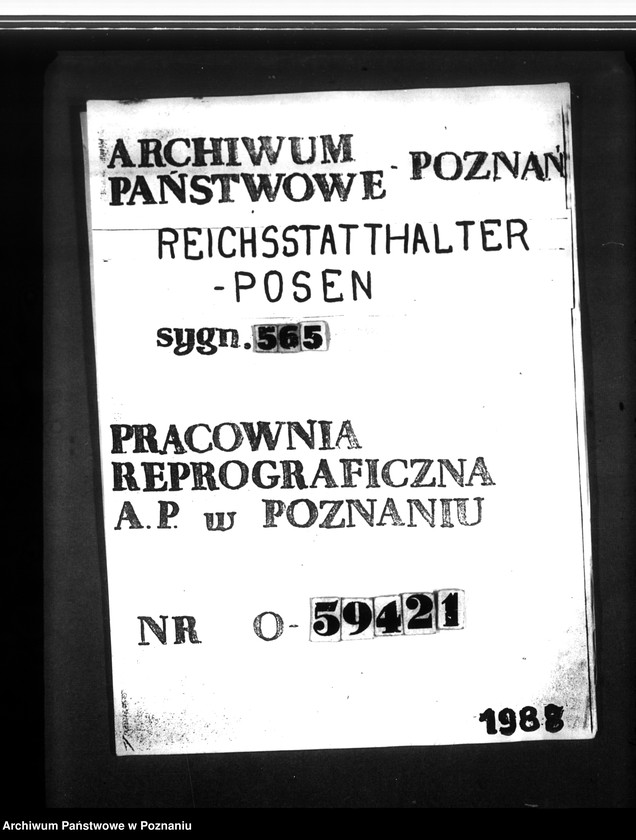 ARCHIWUM
PAŃSTWOWE - POZNAŃ
REICHSSTATTHALTER
-POSEN
sygn. 565
PRACOWNIA
REPROGRAFICZNA
A.P. w POZNANIU
NR O-59421
1988
Archiwum Państwowe w Poznaniu